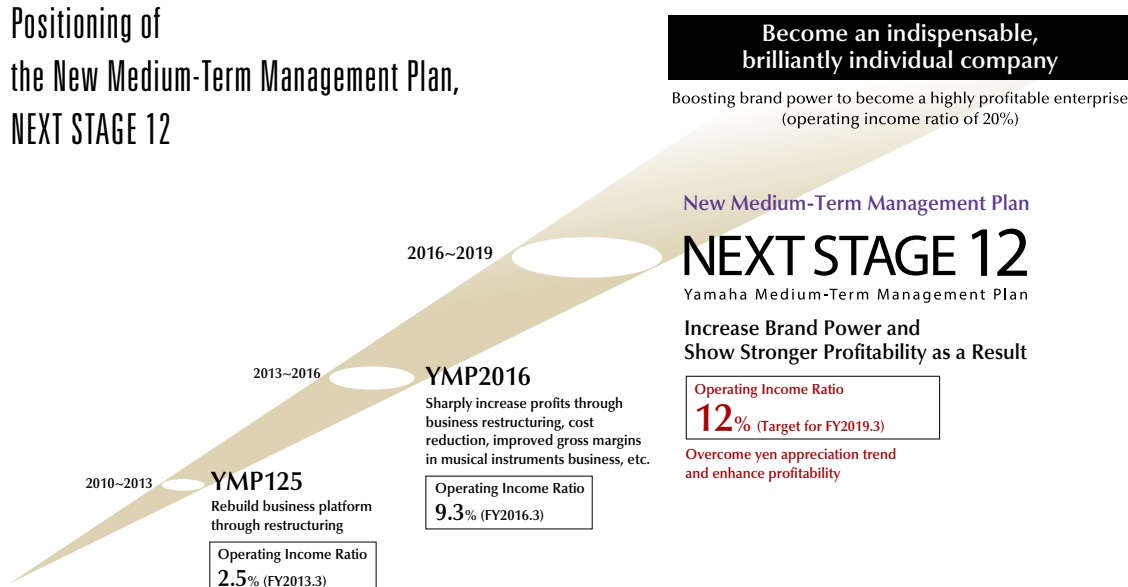 Positioning of
the New Medium-Term Management Plan,
NEXT STAGE 12
Become an indispensable,
brilliantly individual company
Boosting brand power to become a highly profitable enterprise
(operating income ratio of 20%)
New Medium-Term Management Plan
2016~2019
NEXT STAGE 12
Yamaha Medium-Term Management Plan
Increase Brand Power and
Show Stronger Profitability as a Result
Operating Income Ratio
12% (Target for FY2019.3)
Overcome yen appreciation trend
and enhance profitability
2013~2016
YMP2016
Sharply increase profits through
business restructuring, cost
reduction, improved gross margins
in musical instruments business, etc.
Operating Income Ratio
9.3% (FY2016.3)
2010~2013
YMP125
Rebuild business platform
through restructuring
Operating Income Ratio
2.5% (FY2013.3)